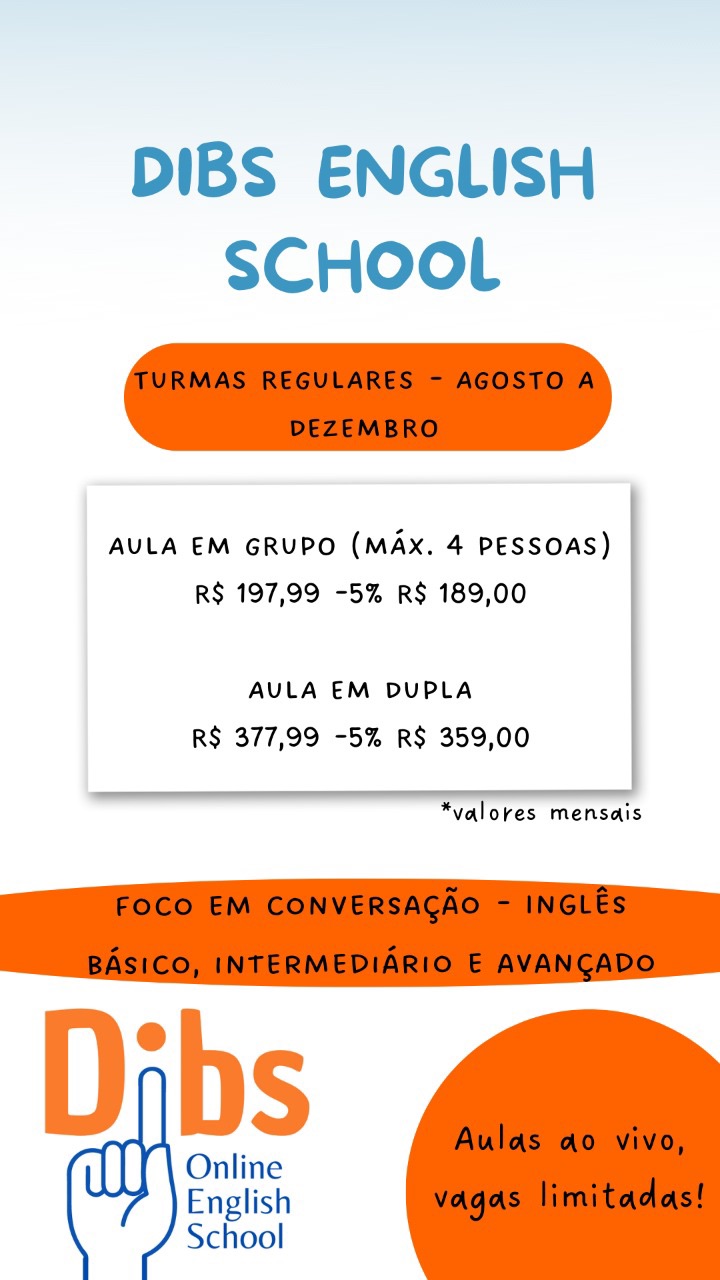 DIBS ENGLISH
SCHOOL
TURMAS REGULARES - AGOSTO A
DEZEMBRO
AULA EM GRUPO (MÁX. 4 PESSOAS)
R$ 197,99 -5% R$ 189,00
AULA EM DUPLA
R$ 377,99 -5% R$ 359,00
*valores mensais
FOCO EM CONVERSAÇÃO - INGLÊS
BÁSICO, INTERMEDIÁRIO E AVANÇADO
Dibs
Online
English
School
Aulas ao vivo,
vagas limitadas!